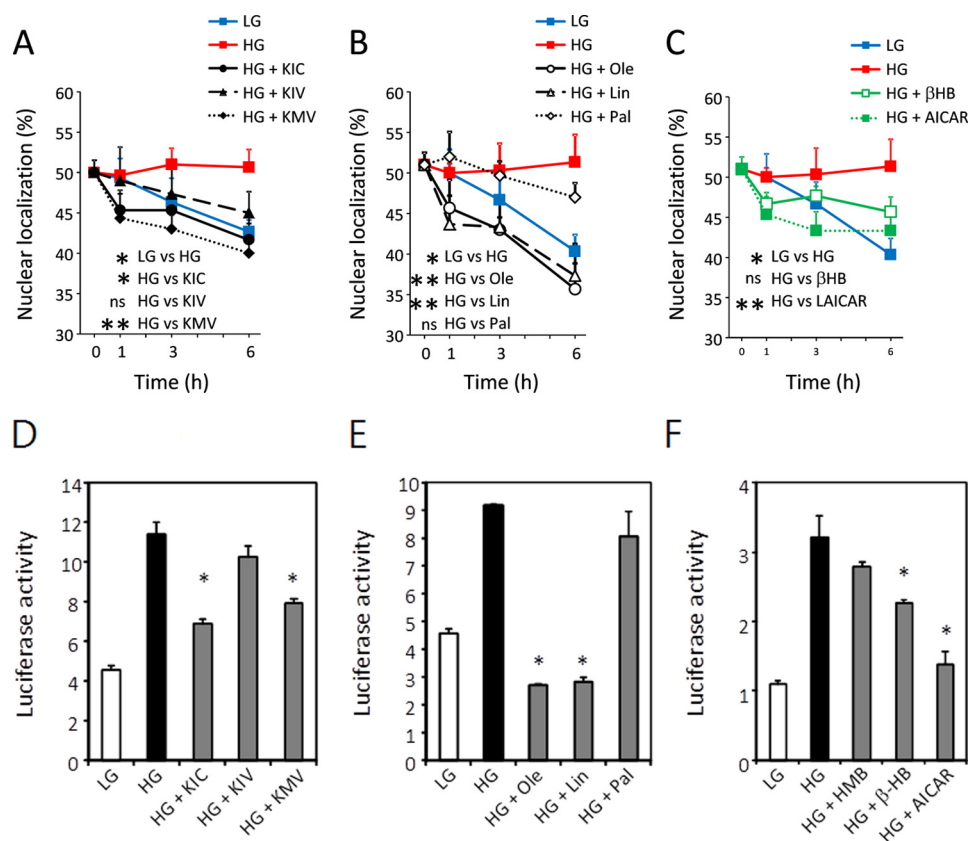 A
LG
HG
HG + KIC
HG + KIV
HG + KMV
Nuclear localization (%)
60
55
50
45
40
35
30
* LG vs HG
* HG vs KIC
ns HG vs KIV
** HG vs KMV
0 1 3 6
Time (h)
B
LG
HG
HG + Ole
HG + Lin
HG + Pal
Nuclear localization (%)
60
55
50
45
40
35
30
* LG vs HG
** HG vs Ole
** HG vs Lin
ns HG vs Pal
0 1 3 6
Time (h)
C
LG
HG
HG + βHB
HG + AICAR
Nuclear localization (%)
60
55
50
45
40
35
30
* LG vs HG
ns HG vs βHB
** HG vs LAICAR
0 1 3 6
Time (h)
D
Luciferase activity
14
12
10
8
6
4
2
0
* *
LG HG HG + KIC HG + KIV HG + KMV
E
Luciferase activity
10
9
8
7
6
5
4
3
2
1
0
* *
LG HG HG + Ole HG + Lin HG + Pal
F
Luciferase activity
4
3
2
1
0
* *
LG HG HG + HMB HG + β-HB HG + AICAR